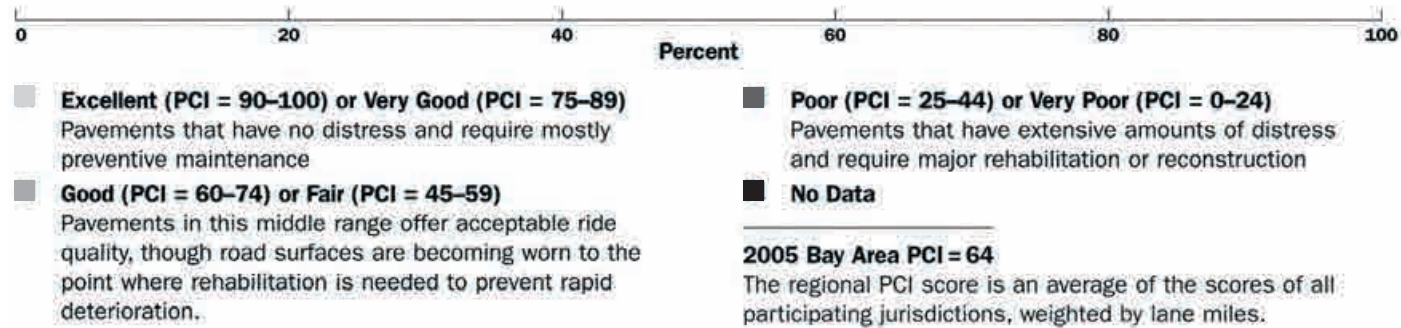 0 20 40 60 80 100
Percent
Excellent (PCI = 90–100) or Very Good (PCI = 75–89)
Pavements that have no distress and require mostly
preventive maintenance
Good (PCI = 60–74) or Fair (PCI = 45–59)
Pavements in this middle range offer acceptable ride
quality, though road surfaces are becoming worn to the
point where rehabilitation is needed to prevent rapid
deterioration.
Poor (PCI = 25–44) or Very Poor (PCI = 0–24)
Pavements that have extensive amounts of distress
and require major rehabilitation or reconstruction
No Data
2005 Bay Area PCI = 64
The regional PCI score is an average of the scores of all
participating jurisdictions, weighted by lane miles.